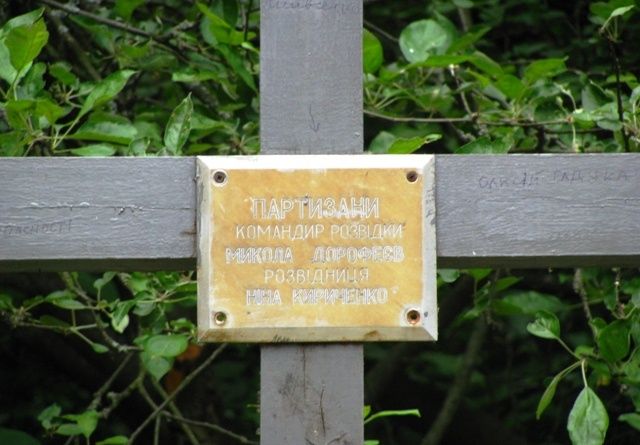 ПАРТИЗАНИ
КОМАНДИР РОЗВІДКИ
МИКОЛА ДОРОФЕЄВ
РОЗВІДНИЦЯ
НІНА КИРИЧЕНКО